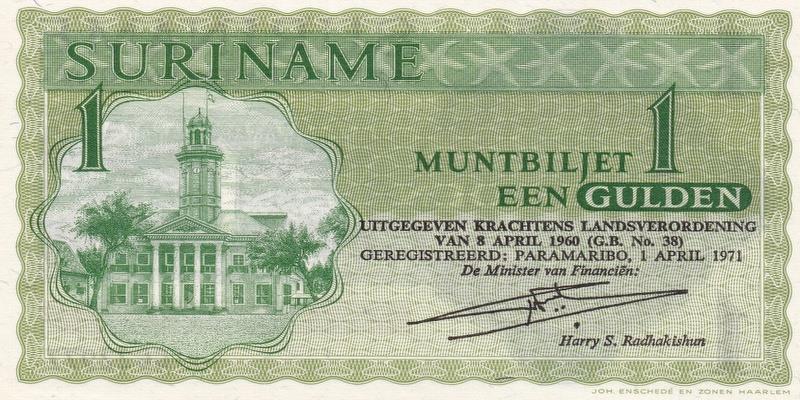 SURINAME
1
MUNTBILJET 1
EEN GULDEN
UITGEGEVEN KRACHTENS LANDSVERORDENING
VAN 8 APRIL 1960 (G.B. No. 38)
GEREGISTREERD: PARAMARIBO, 1 APRIL 1971
De Minister van Financiën:
Harry S. Radhakishun
JOH. ENSCHEDÉ EN ZONEN HAARLEM